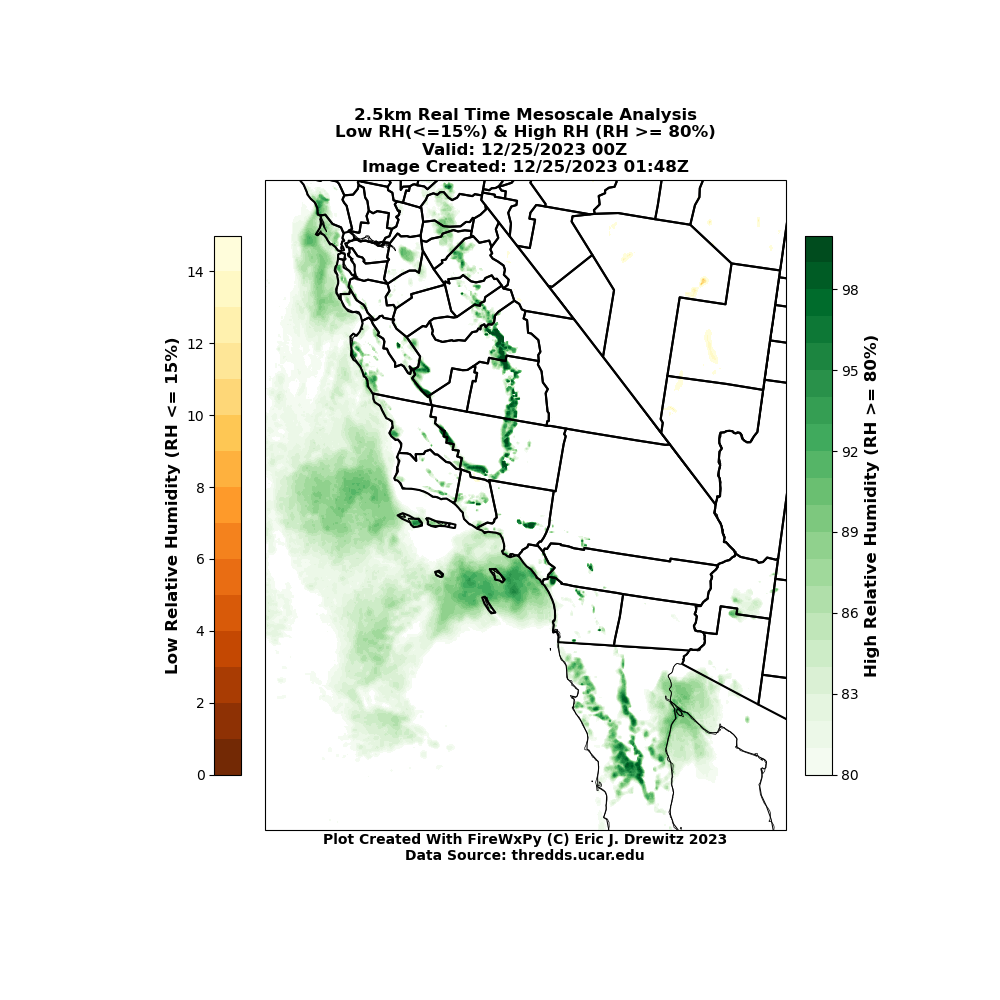 2.5km Real Time Mesoscale Analysis
Low RH(<=15%) & High RH (RH >= 80%)
Valid: 12/25/2023 00Z
Image Created: 12/25/2023 01:48Z
Low Relative Humidity (RH <= 15%)
14
12
10
8
6
4
2
0
98
95
92
89
86
83
80
High Relative Humidity (RH >= 80%)
Plot Created With FireWxPy (C) Eric J. Drewitz 2023
Data Source: thredds.ucar.edu